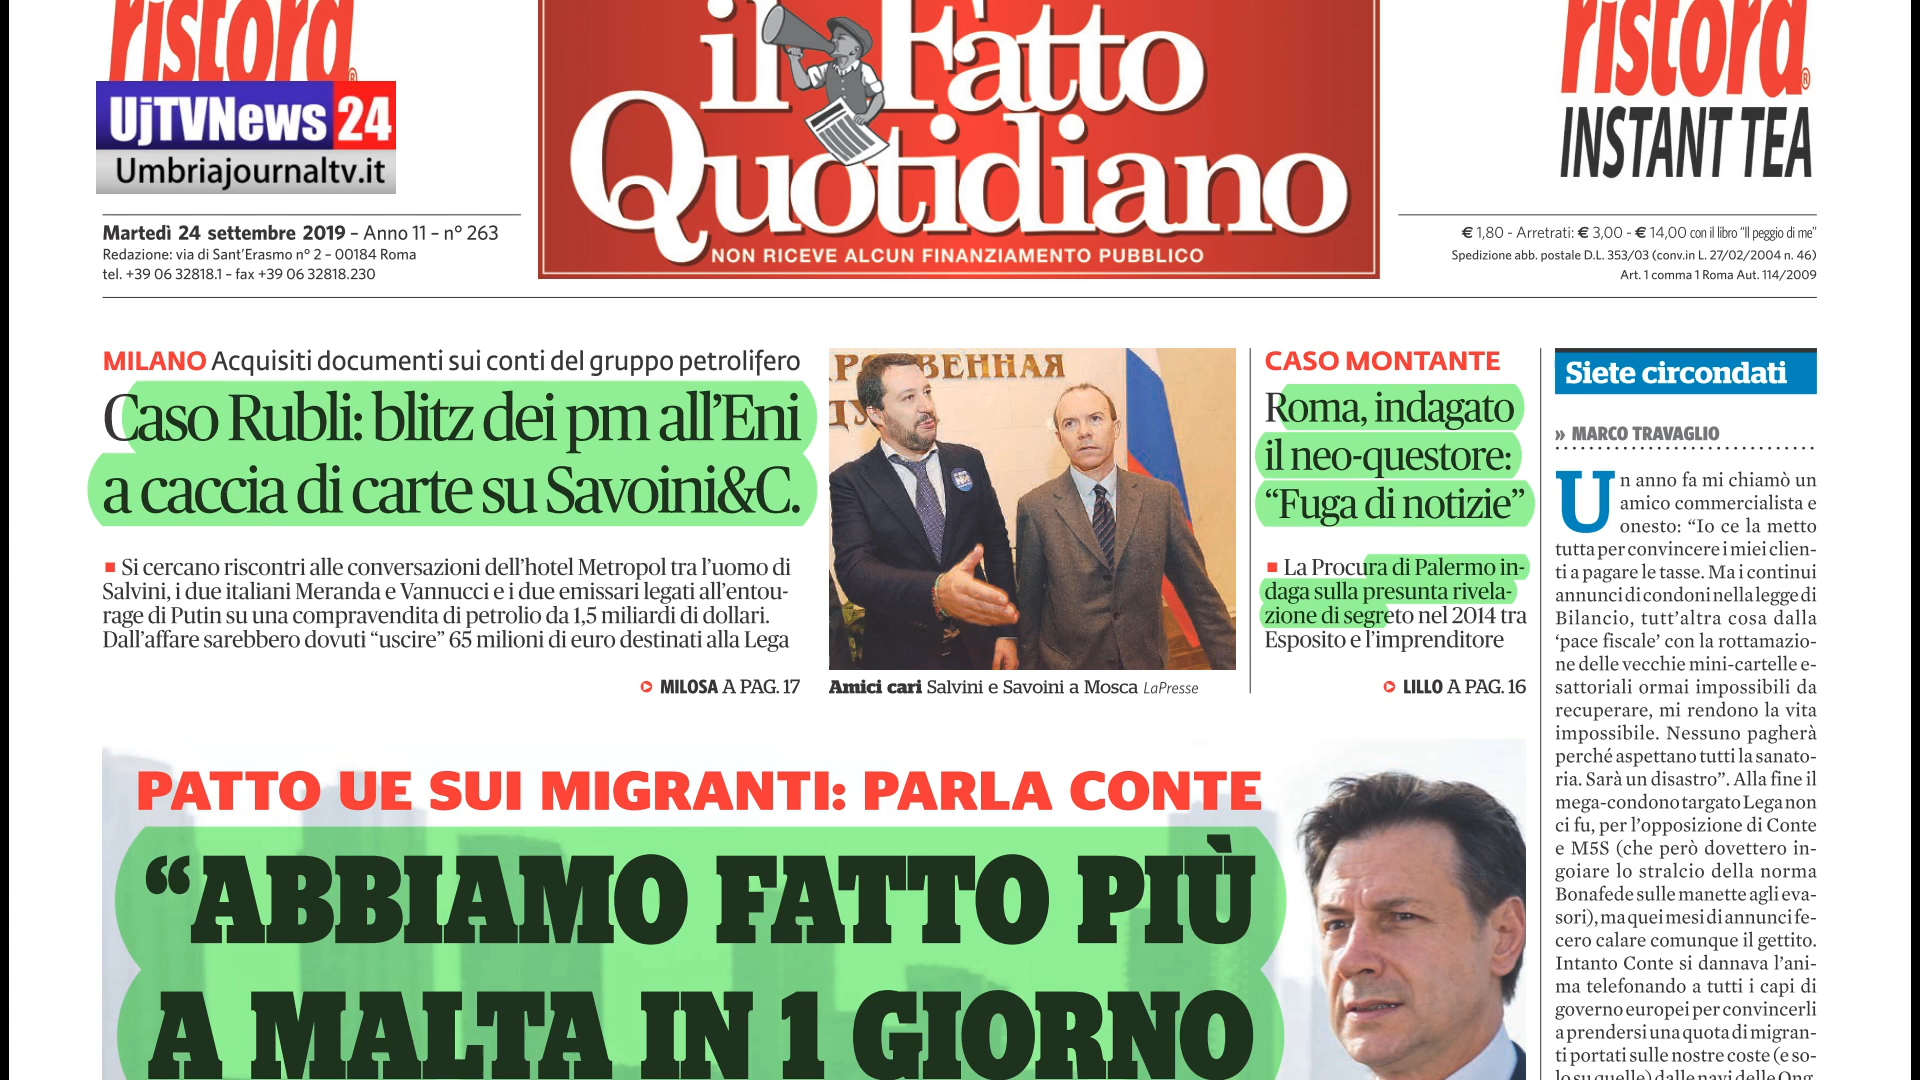 ristora®
UjTVNews 24
Umbriajournaltv.it
il Fatto
Quotidiano
NON RICEVE ALCUN FINANZIAMENTO PUBBLICO
ristora®
INSTANT TEA
Martedì 24 settembre 2019 – Anno 11 – n° 263
Redazione: via di Sant’Erasmo n° 2 – 00184 Roma
tel. +39 06 32818.1 – fax +39 06 32818.230
€ 1,80 - Arretrati: € 3,00 - € 14,00 con il libro “Il peggio di me”
Spedizione abb. postale D.L. 353/03 (conv.in L. 27/02/2004 n. 46)
Art. 1 comma 1 Roma Aut. 114/2009
MILANO Acquisiti documenti sui conti del gruppo petrolifero
Caso Rubli: blitz dei pm all’Eni
a caccia di carte su Savoini&C.
Si cercano riscontri alle conversazioni dell’hotel Metropol tra l’uomo di
Salvini, i due italiani Meranda e Vannucci e i due emissari legati all’entou-
rage di Putin su una compravendita di petrolio da 1,5 miliardi di dollari.
Dall’affare sarebbero dovuti “uscire” 65 milioni di euro destinati alla Lega
MILOSA A PAG. 17
РСТВЕННАЯ
ДУ
Amici cari Salvini e Savoini a Mosca LaPresse
CASO MONTANTE
Roma, indagato
il neo-questore:
“Fuga di notizie”
La Procura di Palermo in-
daga sulla presunta rivela-
zione di segreto nel 2014 tra
Esposito e l’imprenditore
LILLO A PAG. 16
PATTO UE SUI MIGRANTI: PARLA CONTE
“ABBIAMO FATTO PIÙ
A MALTA IN 1 GIORNO
Siete circondati
» MARCO TRAVAGLIO
Un anno fa mi chiamò un
amico commercialista e
onesto: “Io ce la metto
tutta per convincere i miei clien-
ti a pagare le tasse. Ma i continui
annunci di condoni nella legge di
Bilancio, tutt’altra cosa dalla
‘pace fiscale’ con la rottamazio-
ne delle vecchie mini-cartelle e-
sattoriali ormai impossibili da
recuperare, mi rendono la vita
impossibile. Nessuno pagherà
perché aspettano tutti la sanato-
ria. Sarà un disastro”. Alla fine il
mega-condono targato Lega non
ci fu, per l’opposizione di Conte
e M5S (che però dovettero in-
goiare lo stralcio della norma
Bonafede sulle manette agli eva-
sori), ma quei mesi di annunci fe-
cero calare comunque il gettito.
Intanto Conte si dannava l’ani-
ma telefonando a tutti i capi di
governo europei per convincerli
a prendersi una quota di migran-
ti portati sulle nostre coste (e so-
lo su quelle) dalle navi delle Ong.